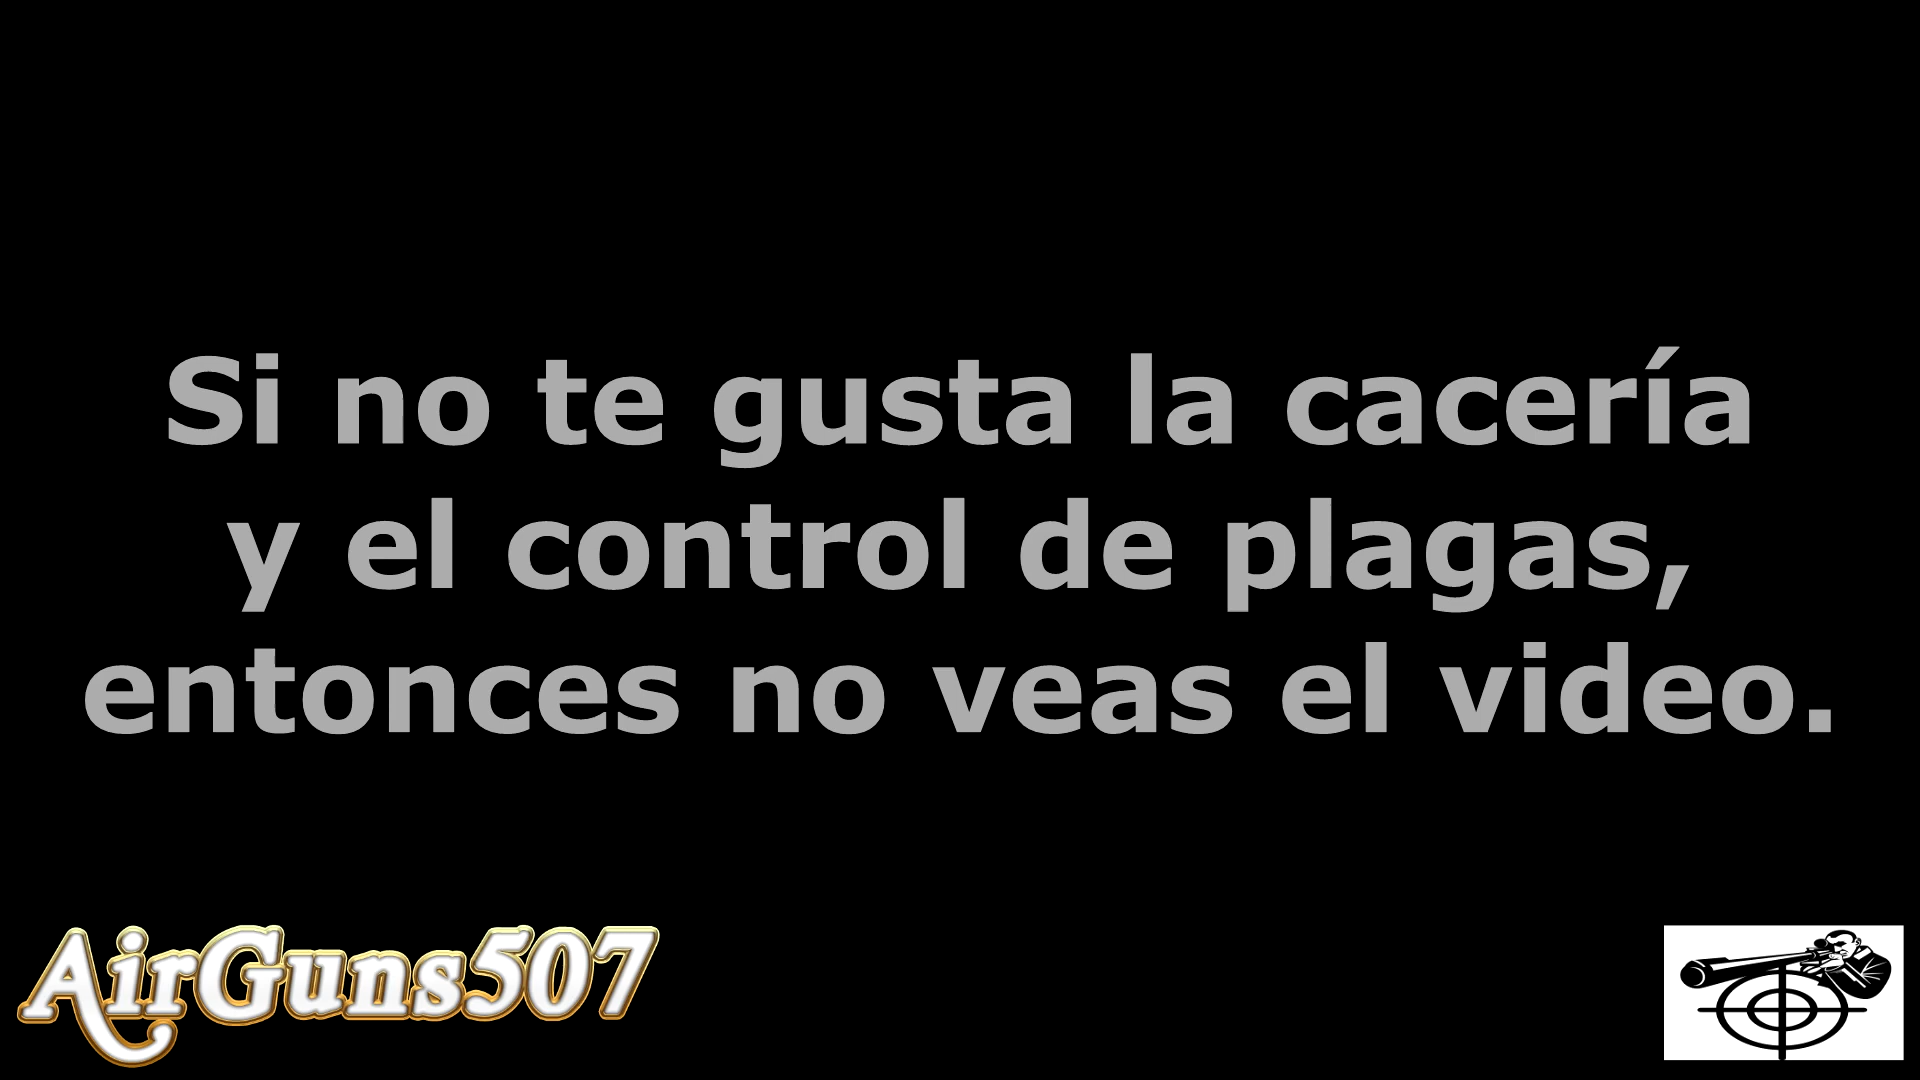 Si no te gusta la cacería
y el control de plagas,
entonces no veas el video.
AirGuns507